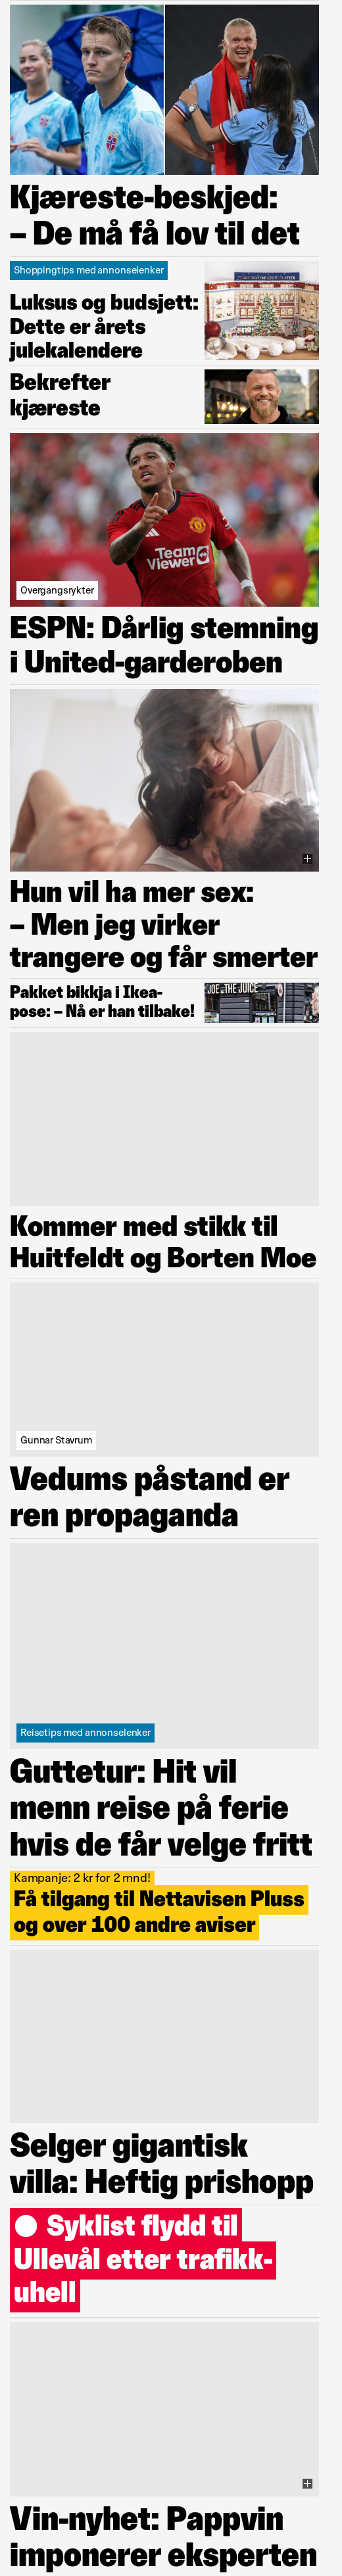 Kjæreste-beskjed:
– De må få lov til det
Shoppingtips med annonselenker
Luksus og budsjett:
Dette er årets
julekalendere
Bekrefter
kjæreste
Team
Viewer
Overgangsrykter
ESPN: Dårlig stemning
i United-garderoben
Hun vil ha mer sex:
– Men jeg virker
trangere og får smerter
Pakket bikkja i Ikea-
pose: – Nå er han tilbake!
JOE THE JUICE
Kommer med stikk til
Huitfeldt og Borten Moe
Gunnar Stavrum
Vedums påstand er
ren propaganda
Reisetips med annonselenker
Guttetur: Hit vil
menn reise på ferie
hvis de får velge fritt
Kampanje: 2 kr for 2 mnd!
Få tilgang til Nettavisen Pluss
og over 100 andre aviser
Selger gigantisk
villa: Heftig prishopp
Syklist flydd til
Ullevål etter trafikk-
uhell
Vin-nyhet: Pappvin
imponerer eksperten